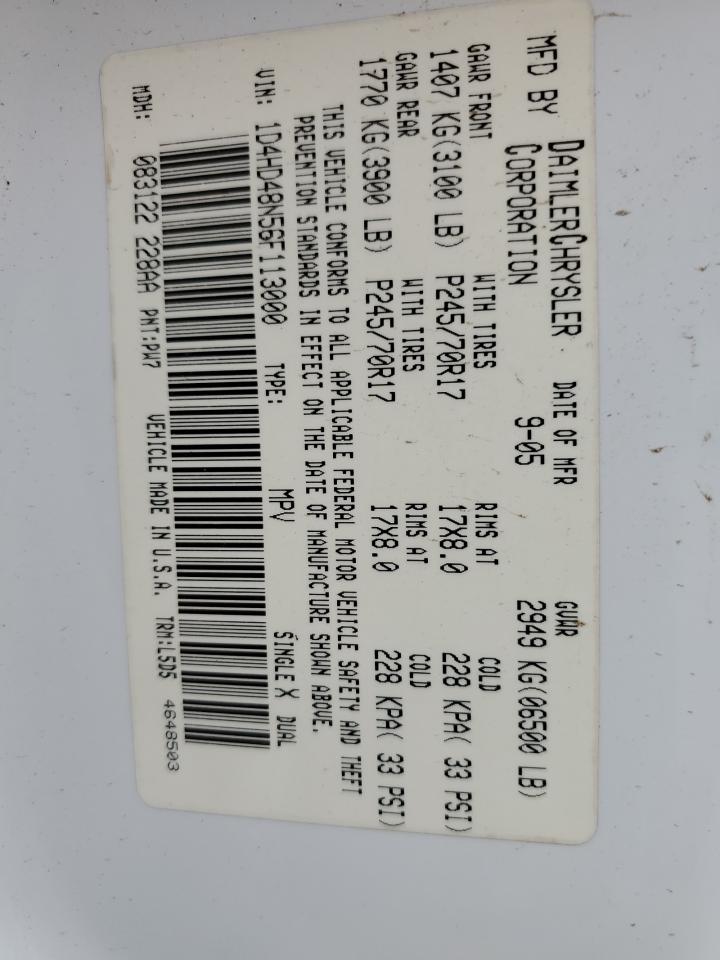 MFD BY DAIMLERCHRYSLER CORPORATION DATE OF MFR 9-05 GVWR 2949 KG(06500 LB)
GAWR FRONT WITH TIRES RIMS AT COLD
1407 KG(3100 LB) P245/70R17 17X8.0 228 KPA( 33 PSI)
GAWR REAR WITH TIRES RIMS AT COLD
1770 KG(3900 LB) P245/70R17 17X8.0 228 KPA( 33 PSI)
THIS VEHICLE CONFORMS TO ALL APPLICABLE FEDERAL MOTOR VEHICLE SAFETY AND THEFT
PREVENTION STANDARDS IN EFFECT ON THE DATE OF MANUFACTURE SHOWN ABOVE.
VIN: 1D4HD48N56F113000 TYPE: MPV SINGLE X DUAL
MDH: 083122 228AA PNT:PW7 VEHICLE MADE IN U.S.A. TRM:L5D5 4648503